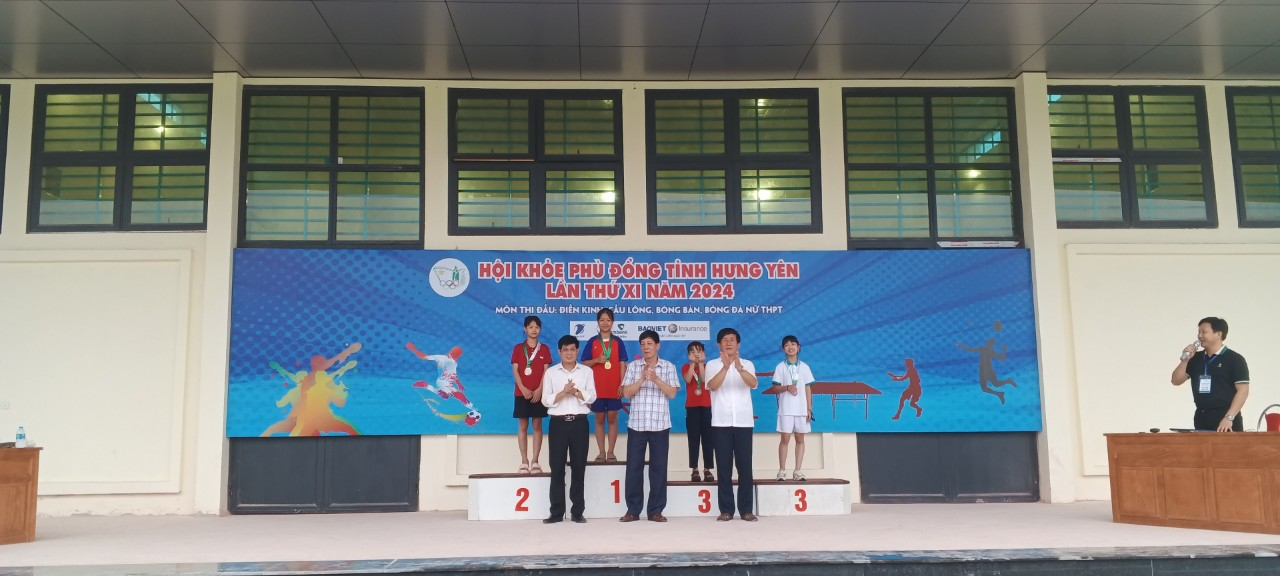 HỘI KHỎE PHÙ ĐỔNG TỈNH HƯNG YÊN
LẦN THỨ XI NĂM 2024
MÔN THI ĐẤU: ĐIỀN KINH, CẦU LÔNG, BÓNG BÀN, BÓNG ĐÁ NỮ THPT
BAOVIET Insurance
2 1 3 3